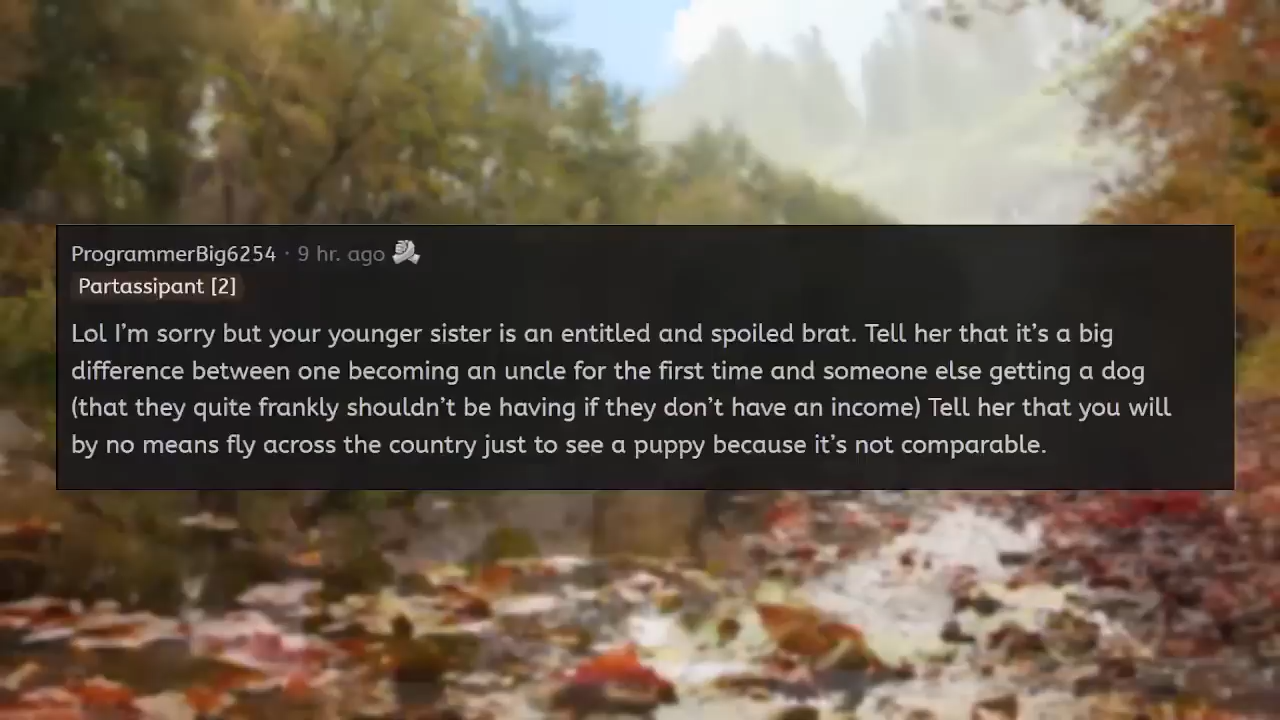 ProgrammerBig6254 · 9 hr. ago
Partassipant [2]
Lol I’m sorry but your younger sister is an entitled and spoiled brat. Tell her that it’s a big
difference between one becoming an uncle for the first time and someone else getting a dog
(that they quite frankly shouldn’t be having if they don’t have an income) Tell her that you will
by no means fly across the country just to see a puppy because it’s not comparable.